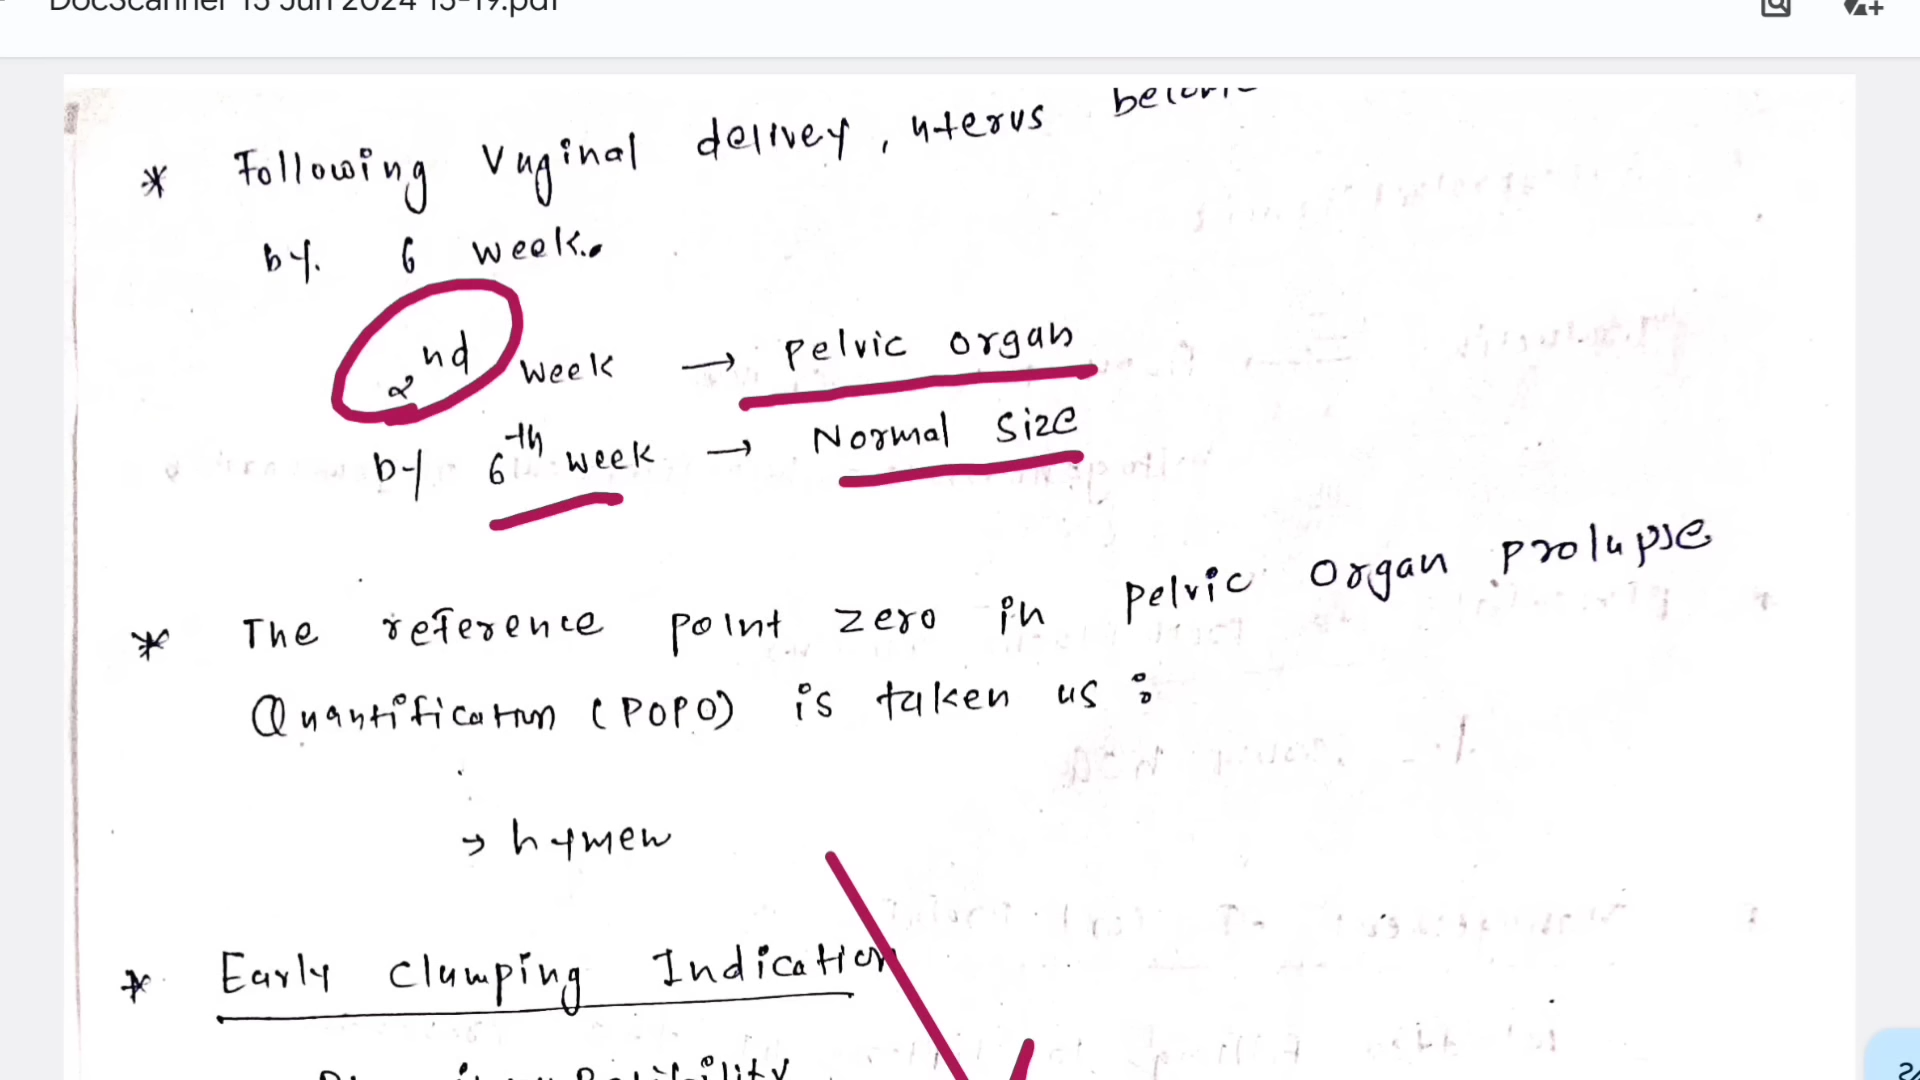 DocScanner 13 Jun 2024 13-19.pdf
* Following Vaginal delivey, uterus
by. 6 week.
2nd week → pelvic organ
by 6th week → Normal Size
* The reference point zero in pelvic organ prolapse
Quantification (POPQ) is taken as :
→ hymen
* Early Clamping Indication